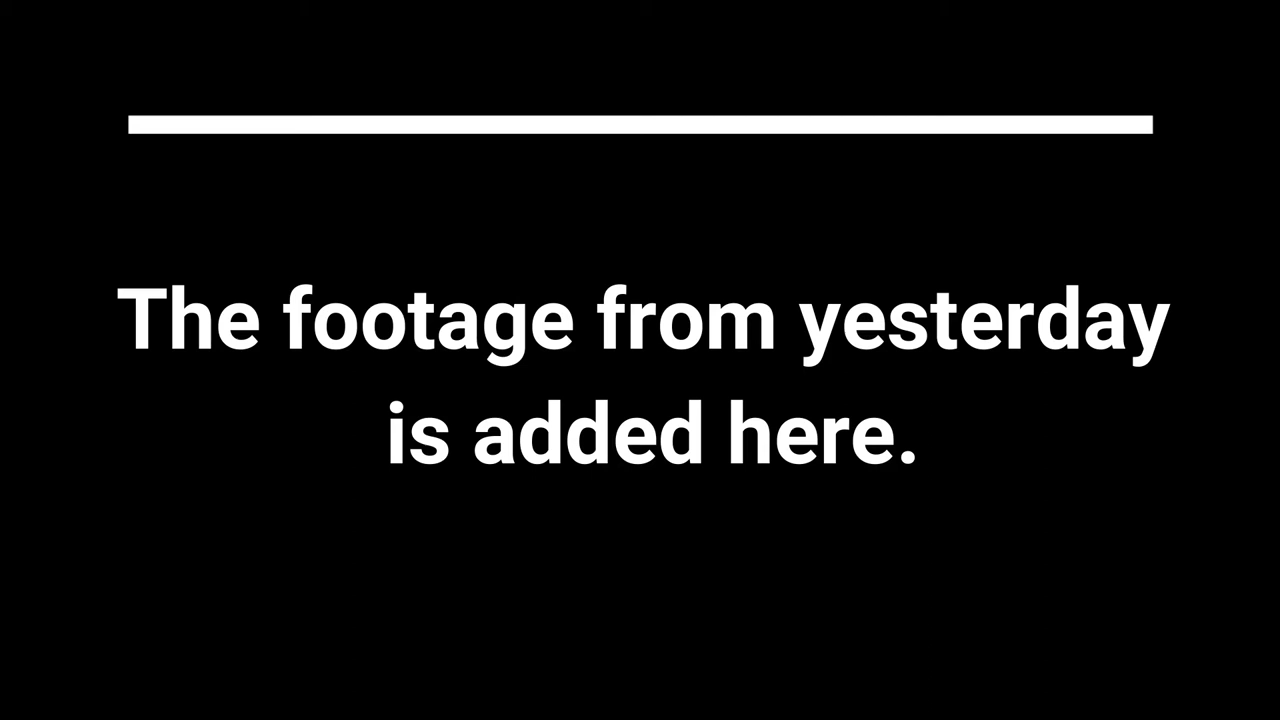 The footage from yesterday
is added here.